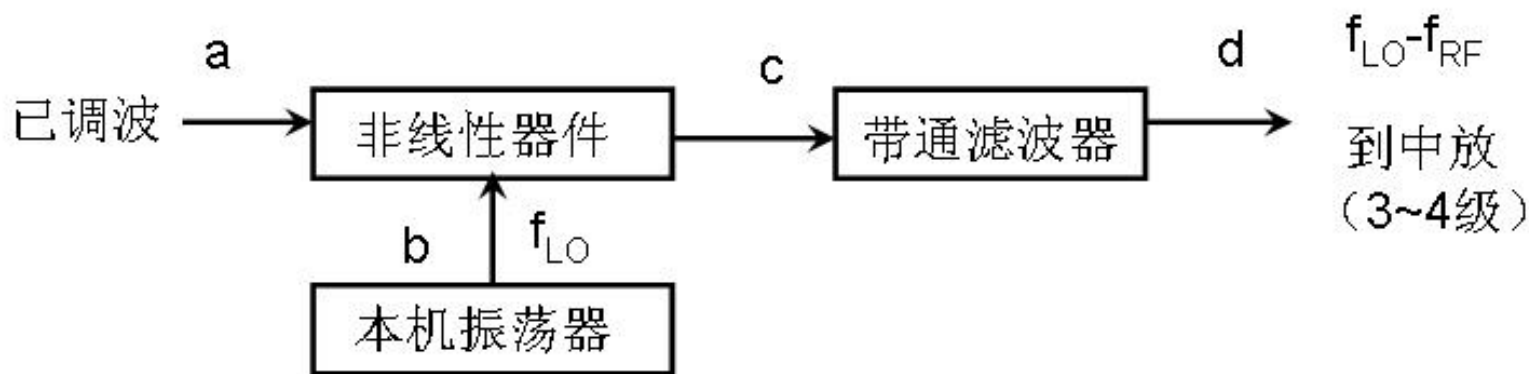 a
已调波
非线性器件
b
f_LO
本机振荡器
c
带通滤波器
d
f_LO-f_RF
到中放
（3~4级）